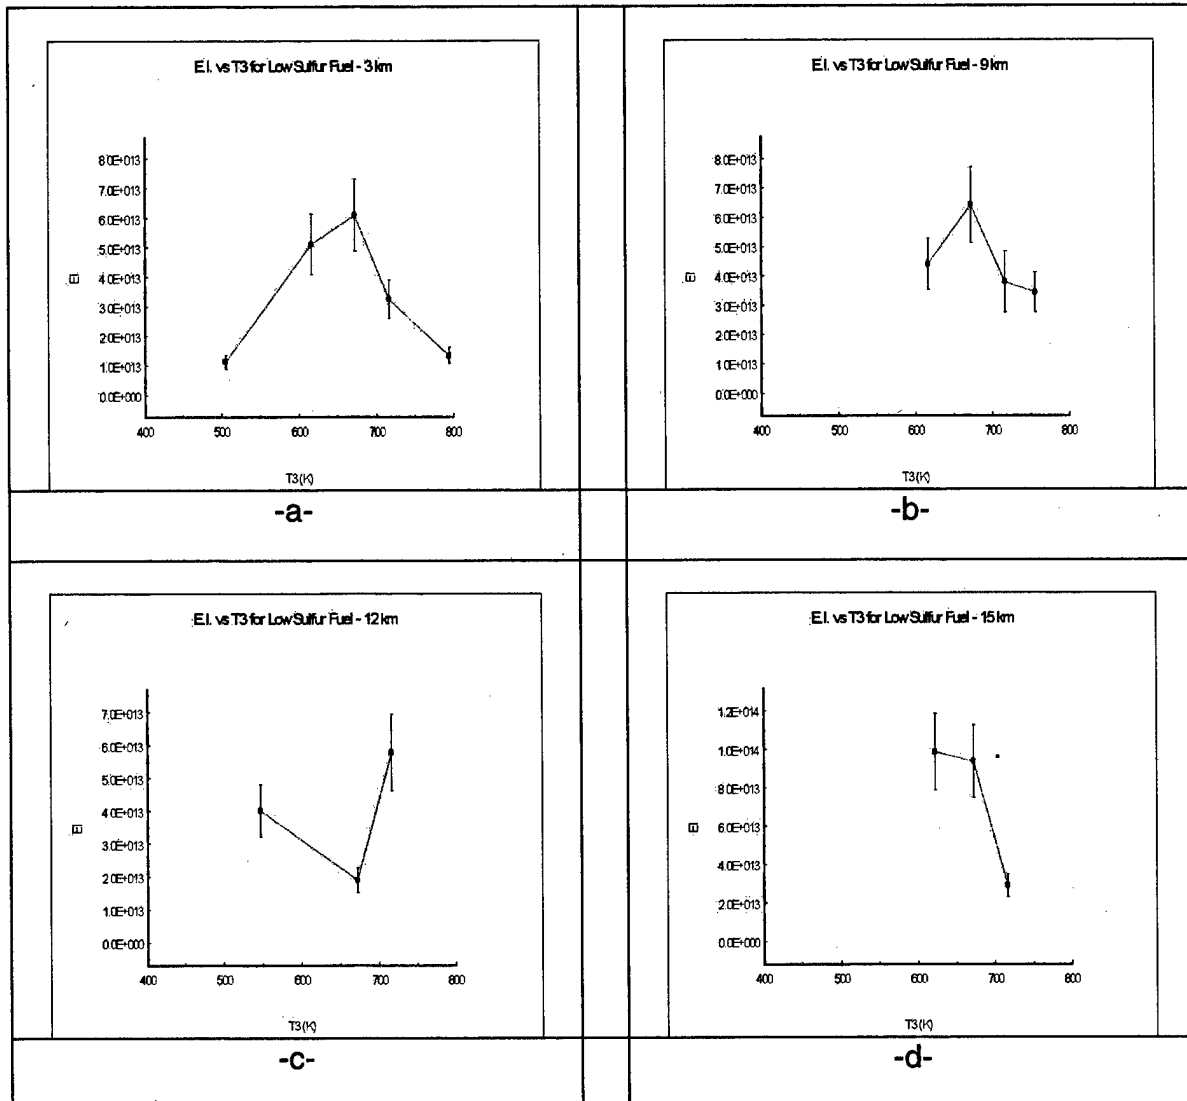 E.I. vs T3 for Low Sulfur Fuel - 3 km
8.0E+013
7.0E+013
6.0E+013
5.0E+013
4.0E+013
3.0E+013
2.0E+013
1.0E+013
0.0E+000
EI
400 500 600 700 800
T3(K)
-a-
E.I. vs T3 for Low Sulfur Fuel - 9 km
8.0E+013
7.0E+013
6.0E+013
5.0E+013
4.0E+013
3.0E+013
2.0E+013
1.0E+013
0.0E+000
EI
400 500 600 700 800
T3(K)
-b-
E.I. vs T3 for Low Sulfur Fuel - 12 km
7.0E+013
6.0E+013
5.0E+013
4.0E+013
3.0E+013
2.0E+013
1.0E+013
0.0E+000
EI
400 500 600 700 800
T3(K)
-c-
E.I. vs T3 for Low Sulfur Fuel - 15 km
1.2E+014
1.0E+014
8.0E+013
6.0E+013
4.0E+013
2.0E+013
0.0E+000
EI
400 500 600 700 800
T3(K)
-d-